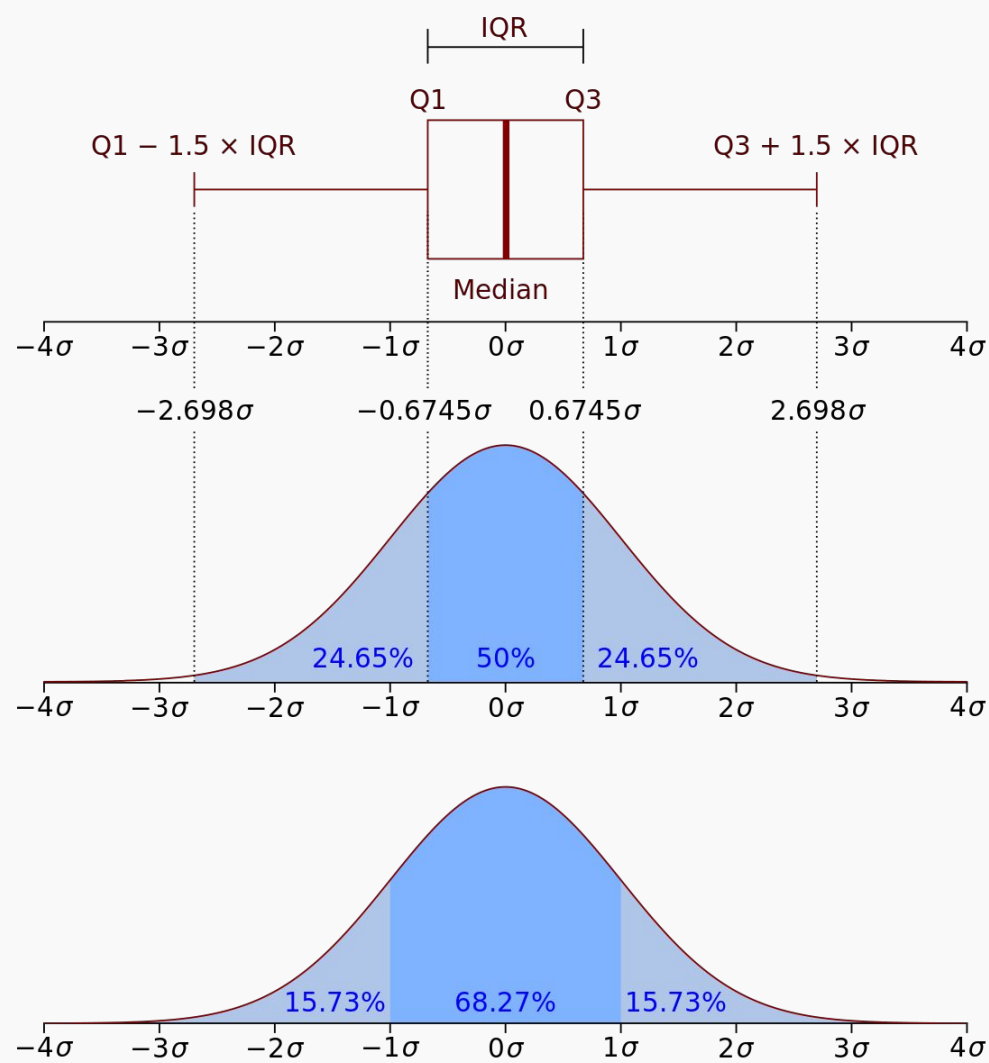 IQR
Q1 Q3
Q1 − 1.5 × IQR Q3 + 1.5 × IQR
Median
−4σ −3σ −2σ −1σ 0σ 1σ 2σ 3σ 4σ
−2.698σ −0.6745σ 0.6745σ 2.698σ
24.65% 50% 24.65%
−4σ −3σ −2σ −1σ 0σ 1σ 2σ 3σ 4σ
15.73% 68.27% 15.73%
−4σ −3σ −2σ −1σ 0σ 1σ 2σ 3σ 4σ